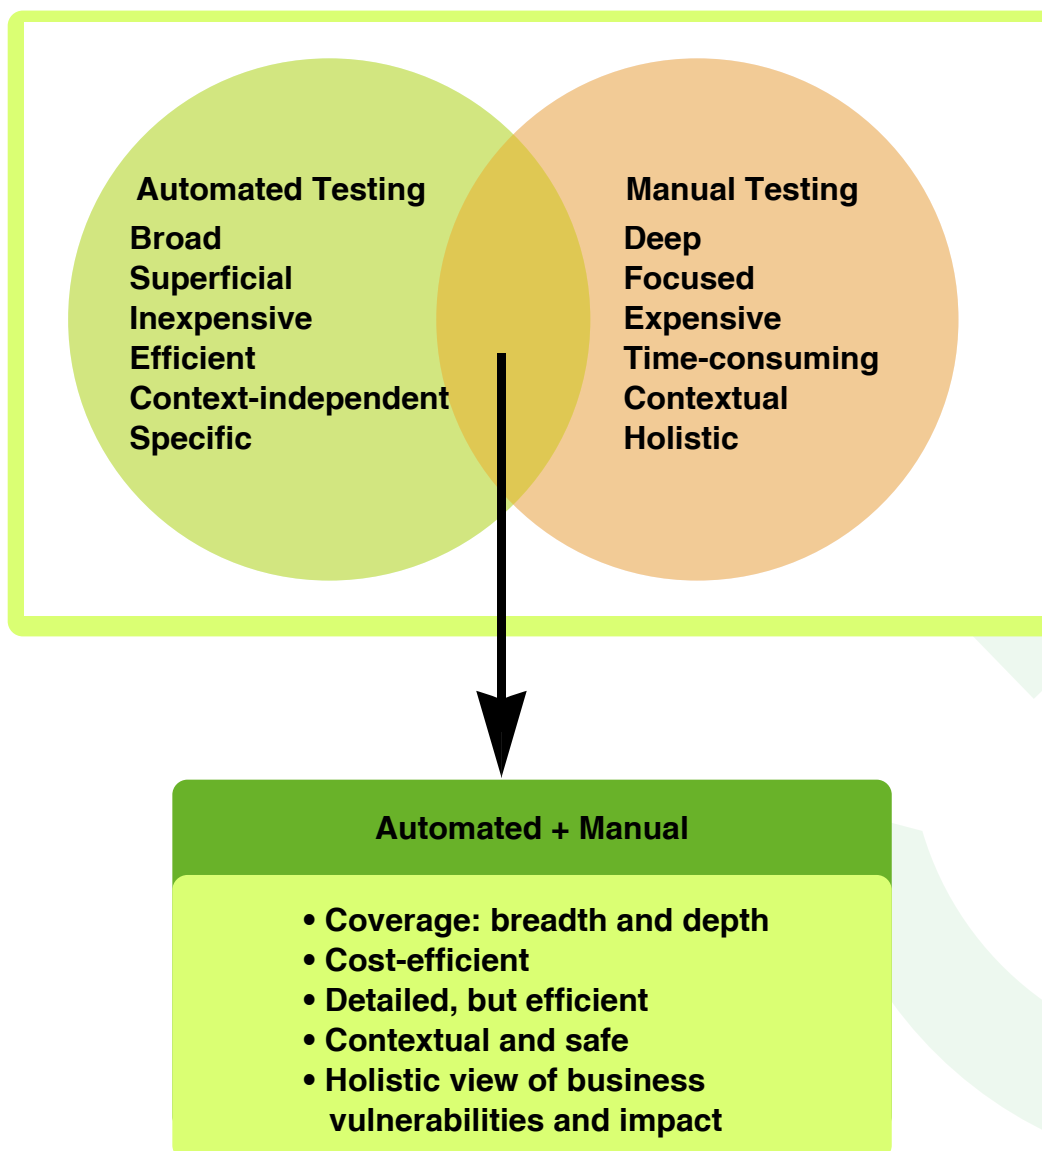 Automated Testing
Broad
Superficial
Inexpensive
Efficient
Context-independent
Specific
Manual Testing
Deep
Focused
Expensive
Time-consuming
Contextual
Holistic
Automated + Manual
• Coverage: breadth and depth
• Cost-efficient
• Detailed, but efficient
• Contextual and safe
• Holistic view of business
vulnerabilities and impact